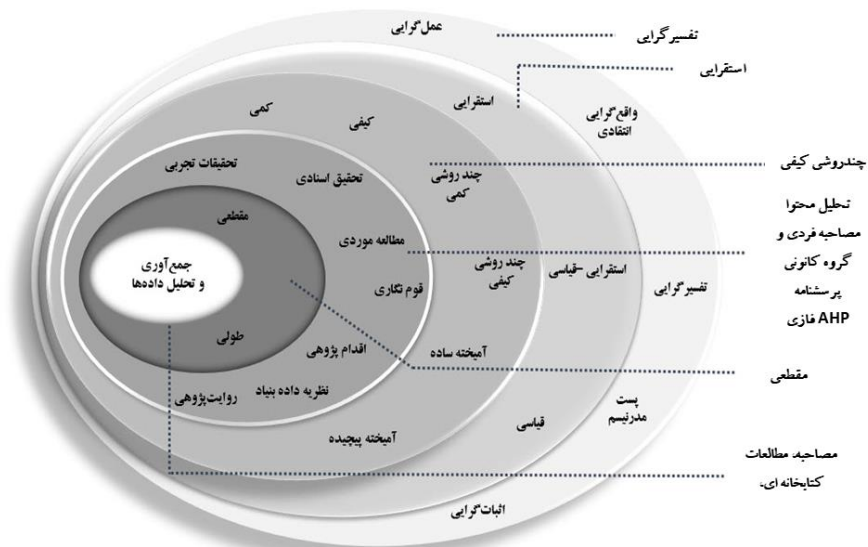 عمل‌گرایی
تفسیرگرایی
استقرایی
واقع‌گرایی
انتقادی
استقرایی
کمی
کیفی
چندروشی کیفی
چند روشی
کمی
تحقیقات تجربی
تحقیق اسنادی
تحلیل محتوا
مصاحبه فردی و
گروه کانونی
پرسشنامه
AHP فازی
مقطعی
مطالعه موردی
جمع‌آوری
و تحلیل داده‌ها
چند روشی
کیفی
استقرایی -قیاسی
تفسیرگرایی
قوم نگاری
طولی
اقدام پژوهی
آمیخته ساده
مقطعی
نظریه داده بنیاد
روایت‌پژوهی
پست
مدرنیسم
قیاسی
آمیخته پیچیده
مصاحبه، مطالعات
کتابخانه ای،
اثبات‌گرایی